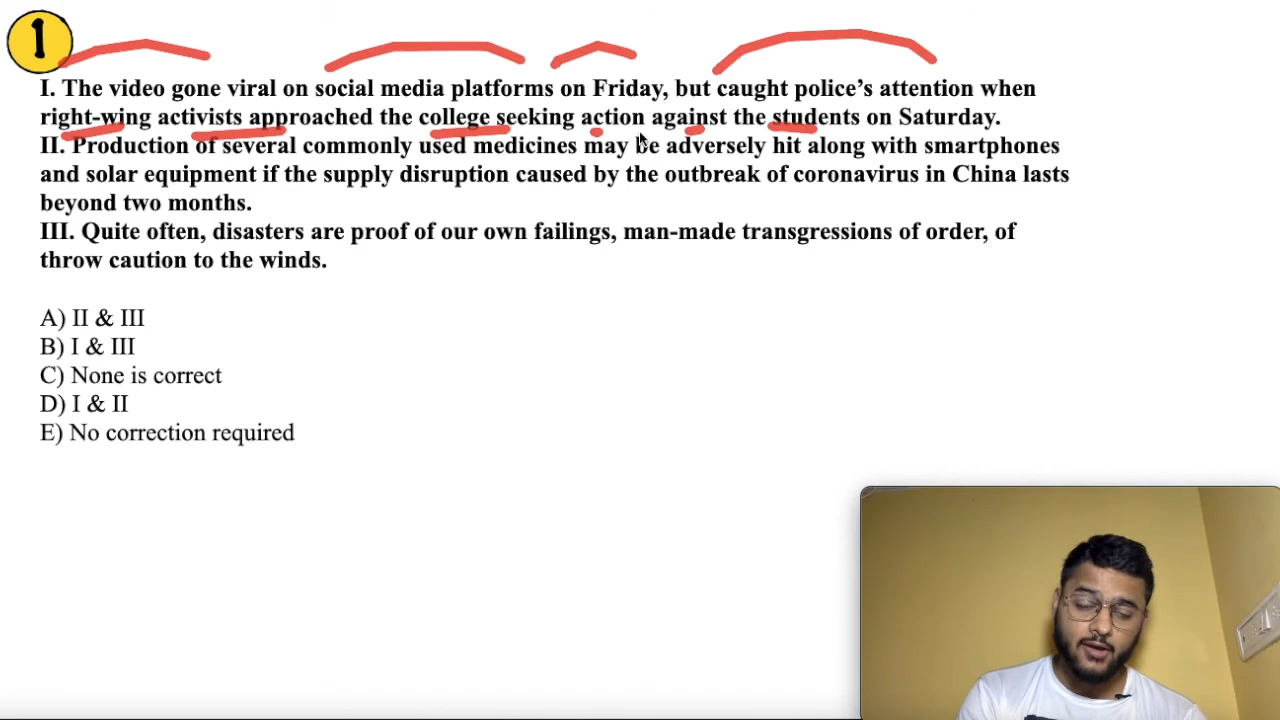 1
I. The video gone viral on social media platforms on Friday, but caught police’s attention when
right-wing activists approached the college seeking action against the students on Saturday.
II. Production of several commonly used medicines may be adversely hit along with smartphones
and solar equipment if the supply disruption caused by the outbreak of coronavirus in China lasts
beyond two months.
III. Quite often, disasters are proof of our own failings, man-made transgressions of order, of
throw caution to the winds.
A) II & III
B) I & III
C) None is correct
D) I & II
E) No correction required